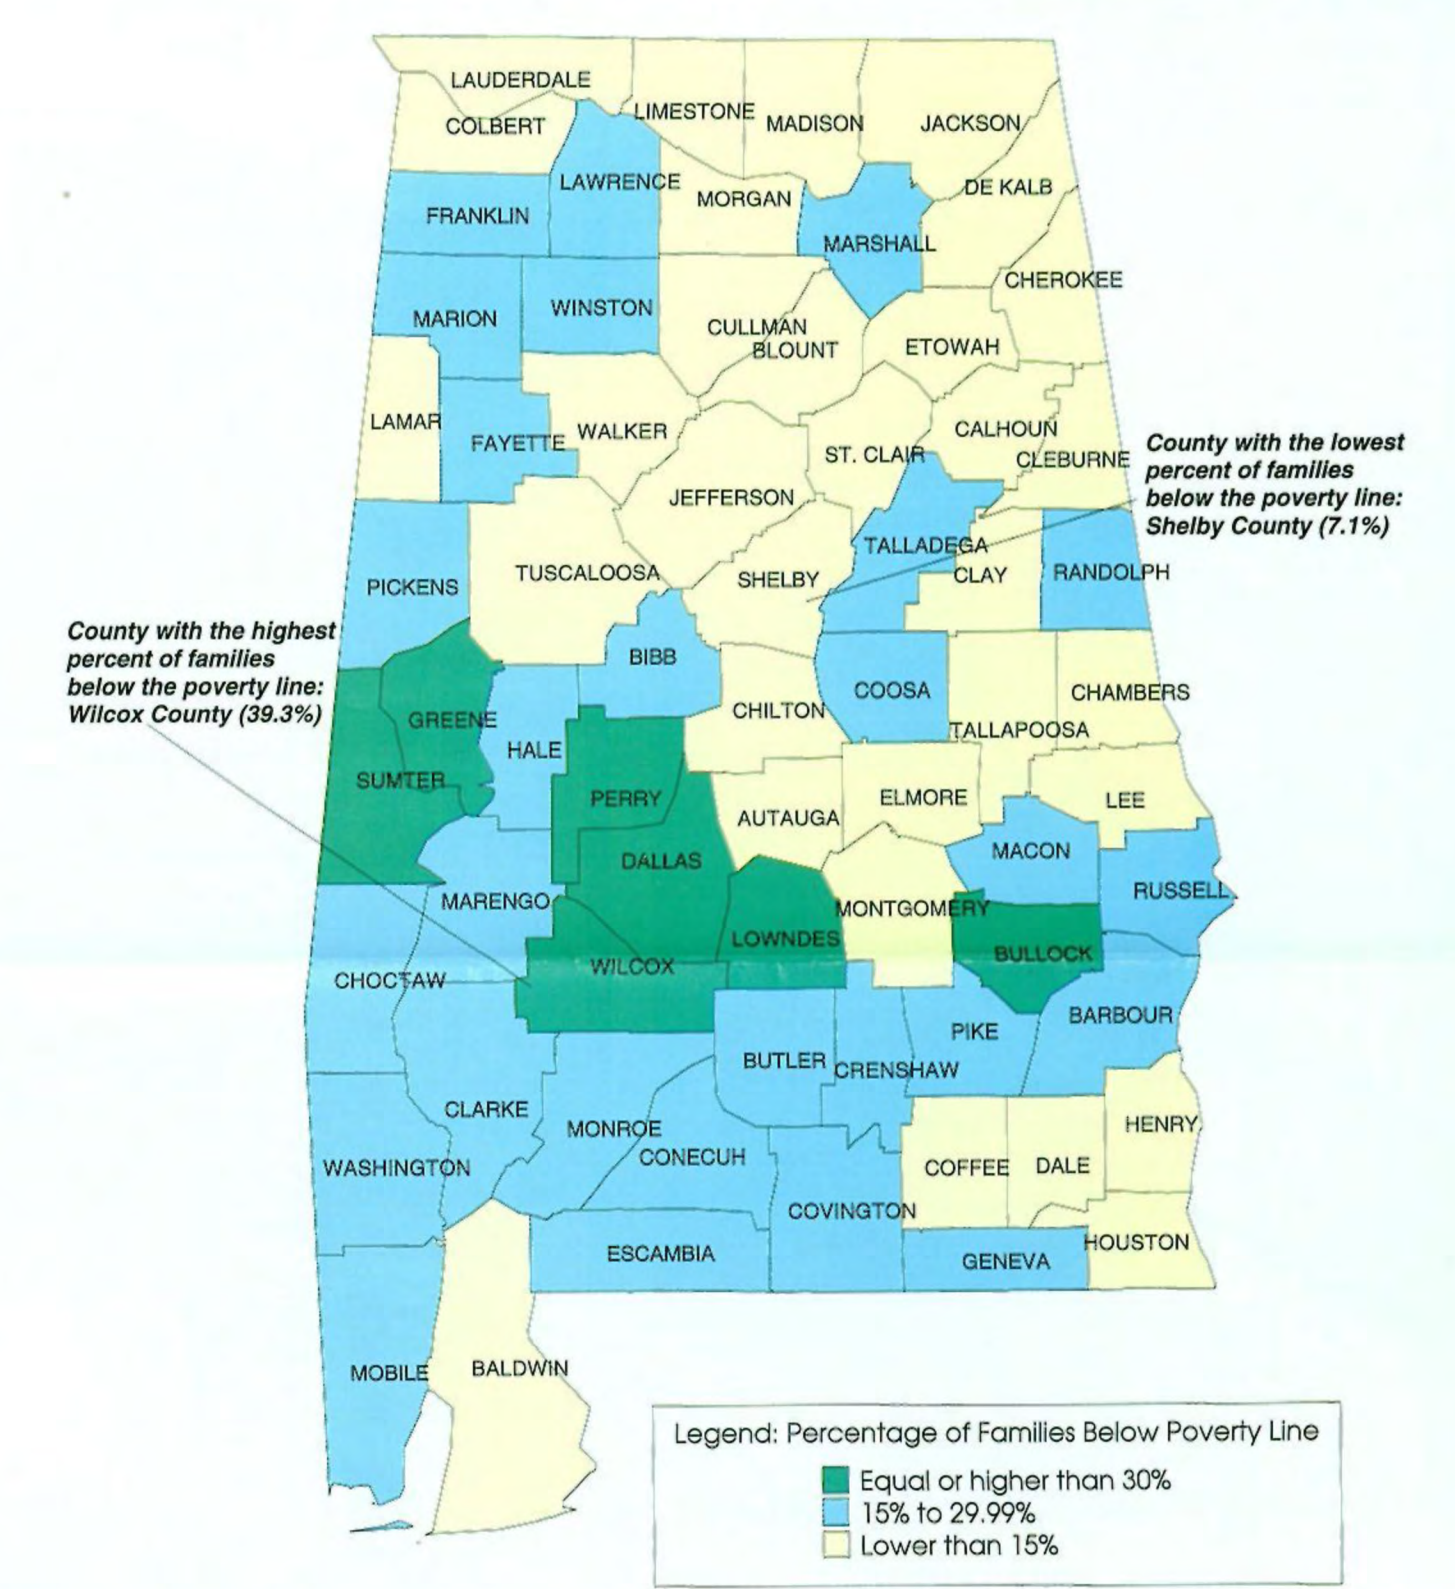 LAUDERDALE
LIMESTONE
COLBERT
MADISON
JACKSON
LAWRENCE
DE KALB
MORGAN
FRANKLIN
MARSHALL
CHEROKEE
WINSTON
MARION
CULLMAN
BLOUNT
ETOWAH
LAMAR
WALKER
CALHOUN
FAYETTE
ST. CLAIR
CLEBURNE
County with the lowest
percent of families
below the poverty line:
Shelby County (7.1%)
JEFFERSON
TALLADEGA
TUSCALOOSA
SHELBY
CLAY
RANDOLPH
PICKENS
County with the highest
percent of families
below the poverty line:
Wilcox County (39.3%)
BIBB
COOSA
CHAMBERS
CHILTON
GREENE
TALLAPOOSA
HALE
SUMTER
PERRY
ELMORE
LEE
AUTAUGA
DALLAS
MACON
RUSSELL
MARENGO
MONTGOMERY
LOWNDES
BULLOCK
WILCOX
CHOCTAW
BARBOUR
PIKE
BUTLER
CRENSHAW
CLARKE
HENRY
MONROE
CONECUH
WASHINGTON
COFFEE
DALE
COVINGTON
HOUSTON
ESCAMBIA
GENEVA
MOBILE
BALDWIN
Legend: Percentage of Families Below Poverty Line
Equal or higher than 30%
15% to 29.99%
Lower than 15%